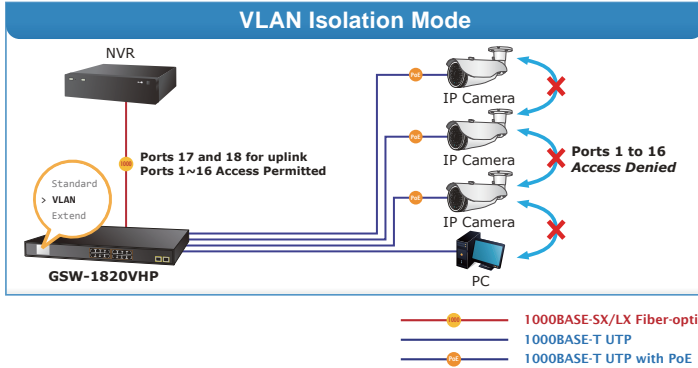 VLAN Isolation Mode
NVR
PoE
IP Camera
1000
Ports 17 and 18 for uplink
Ports 1~16 Access Permitted
PoE
IP Camera
Ports 1 to 16
Access Denied
Standard
> VLAN
Extend
PoE
IP Camera
GSW-1820VHP
PC
1000
1000BASE-SX/LX Fiber-opti
1000BASE-T UTP
PoE
1000BASE-T UTP with PoE